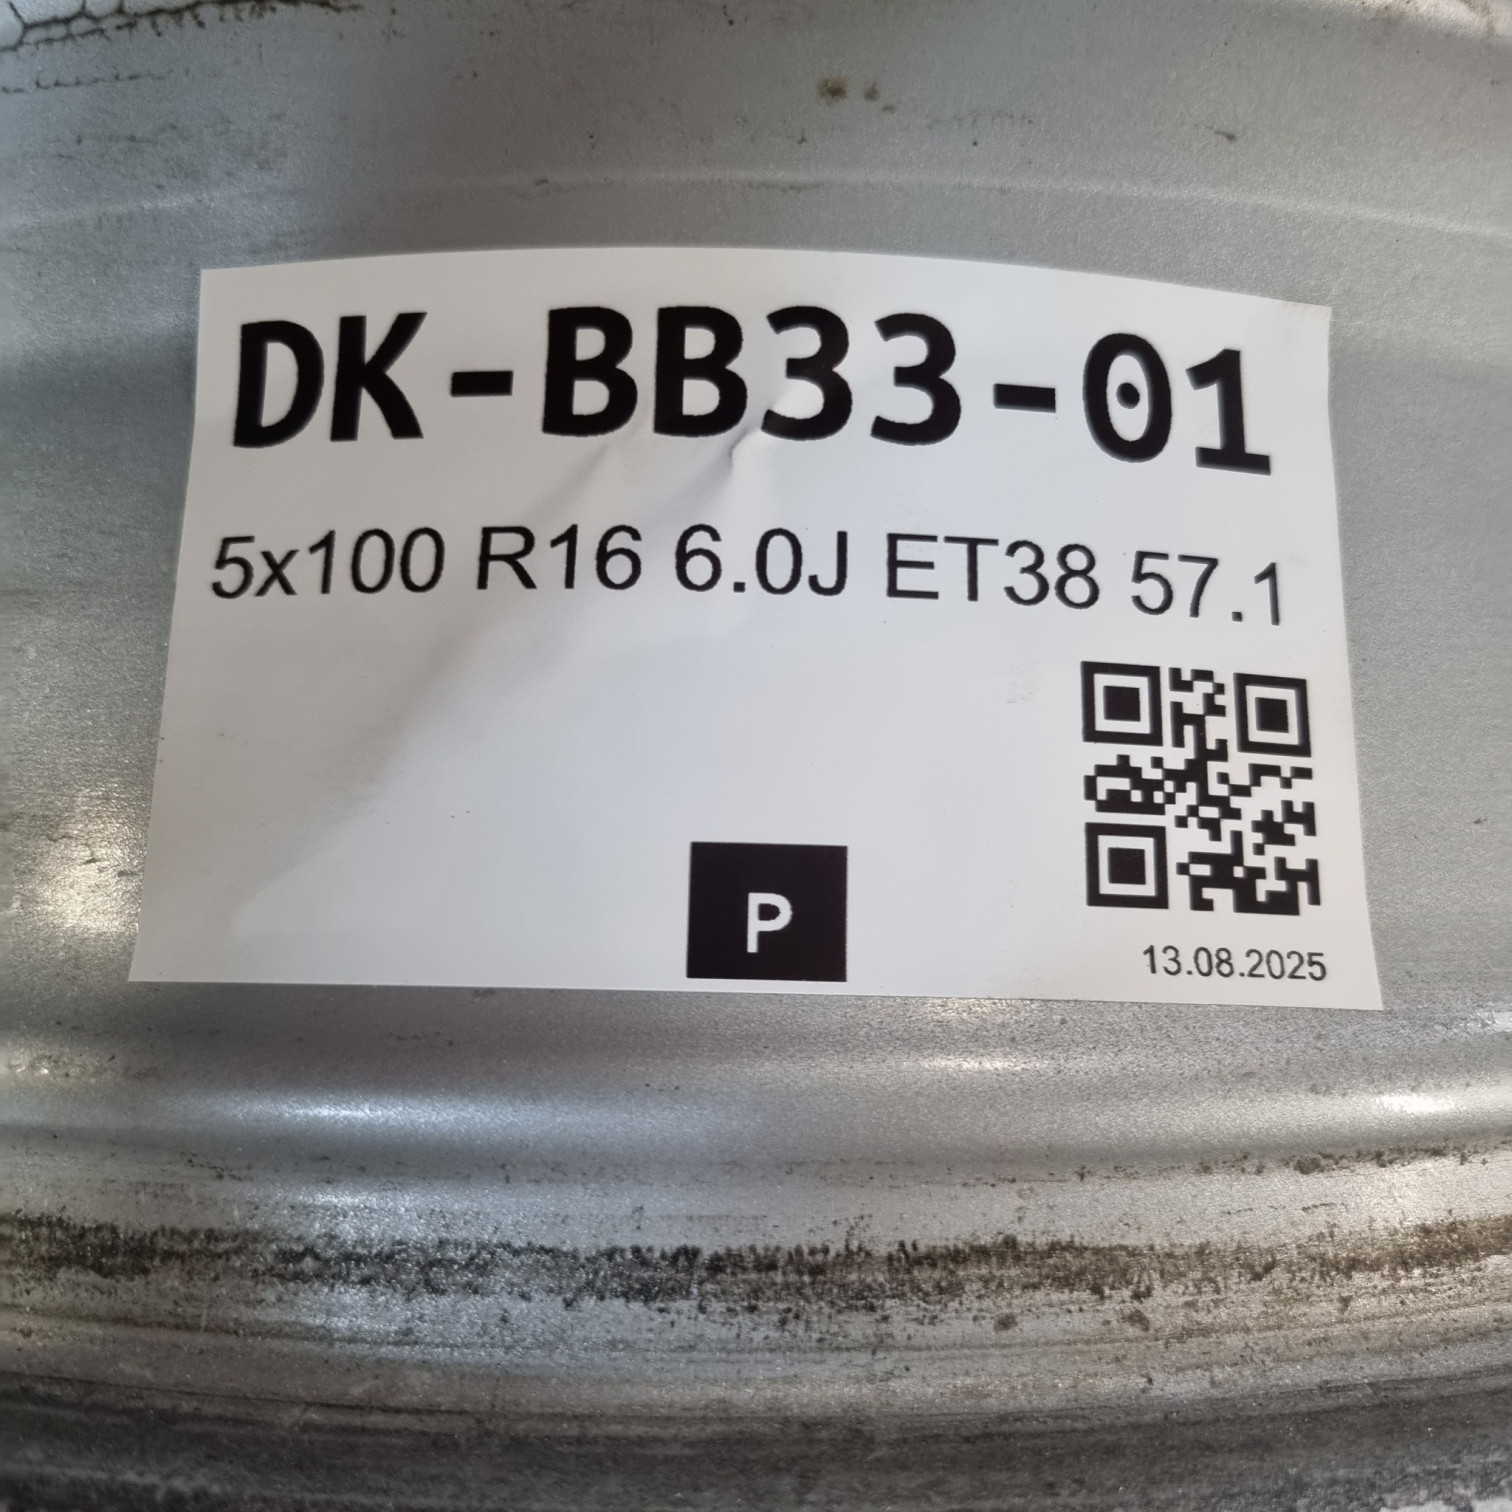 DK-BB33-01
5x100 R16 6.0J ET38 57.1
P
13.08.2025